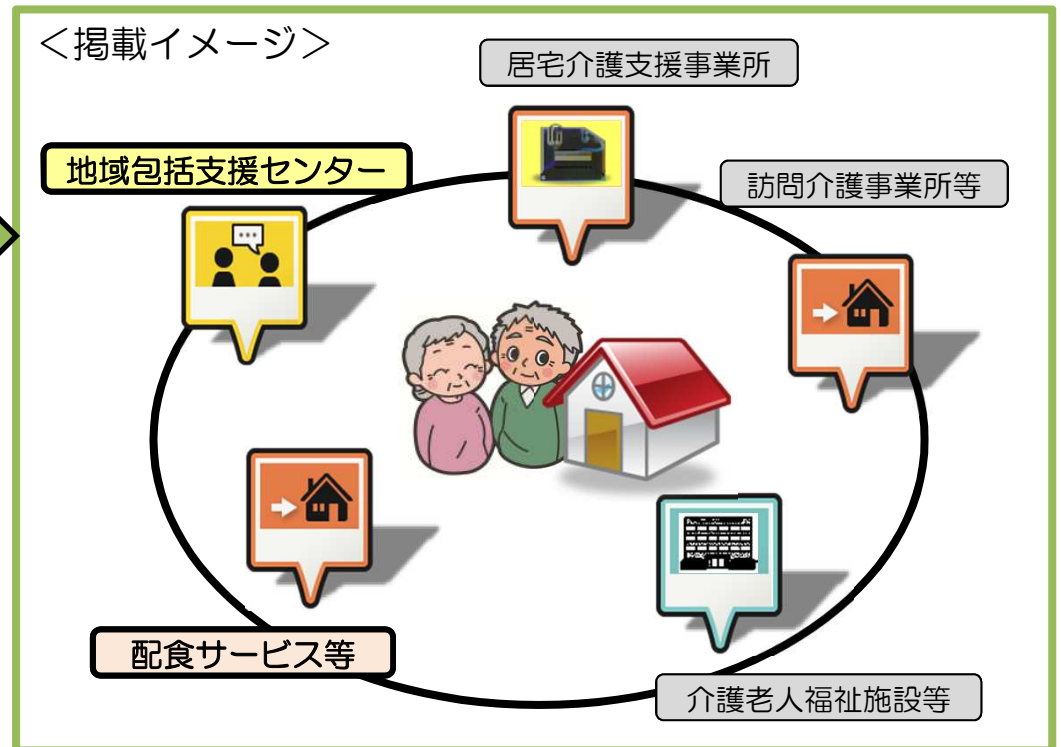 ＜掲載イメージ＞
居宅介護支援事業所
地域包括支援センター
訪問介護事業所等
配食サービス等
介護老人福祉施設等